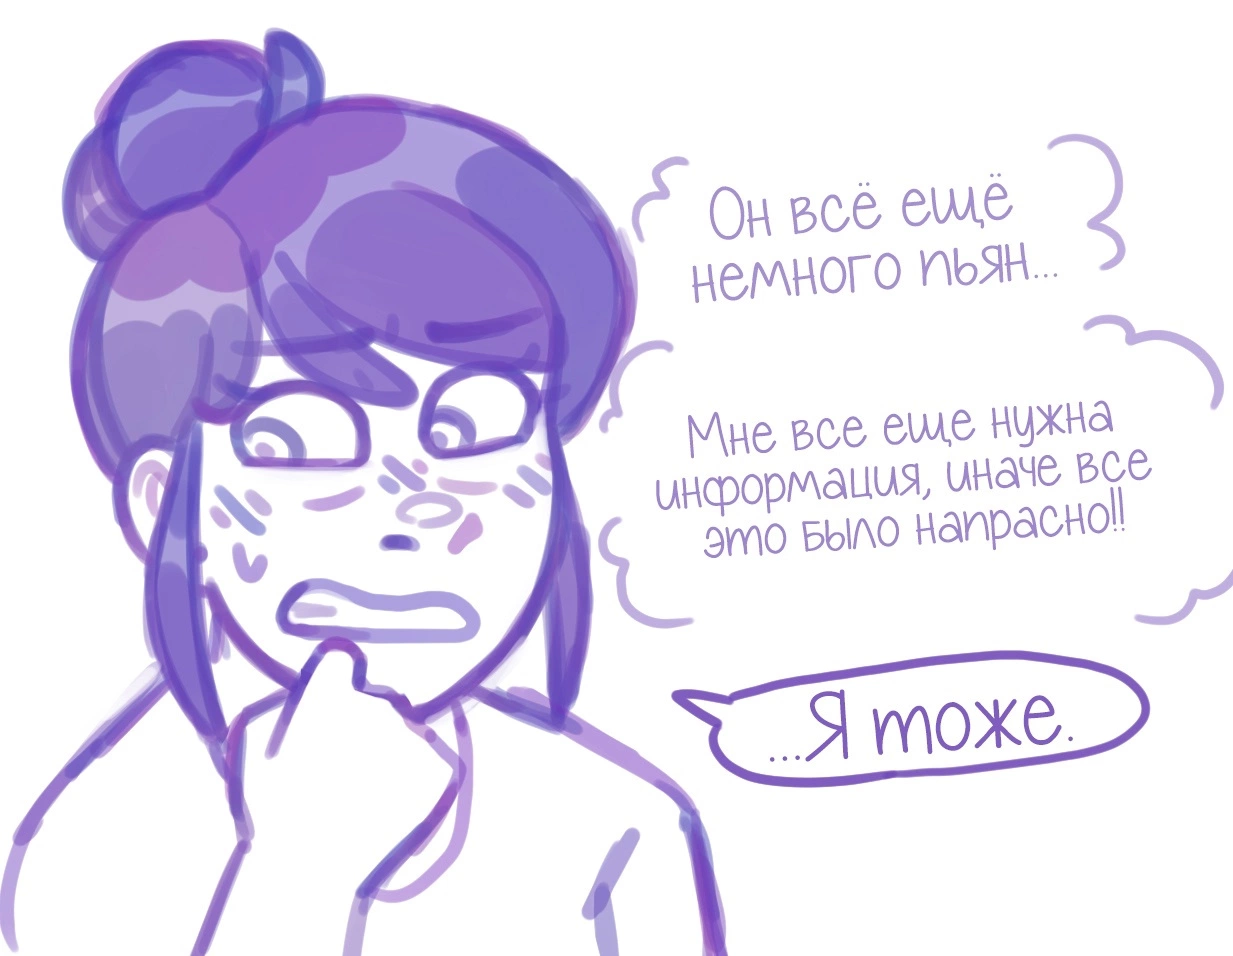 Он всё ещё
немного пьян...
Мне все еще нужна
информация, иначе все
это было напрасно!!
...Я тоже.